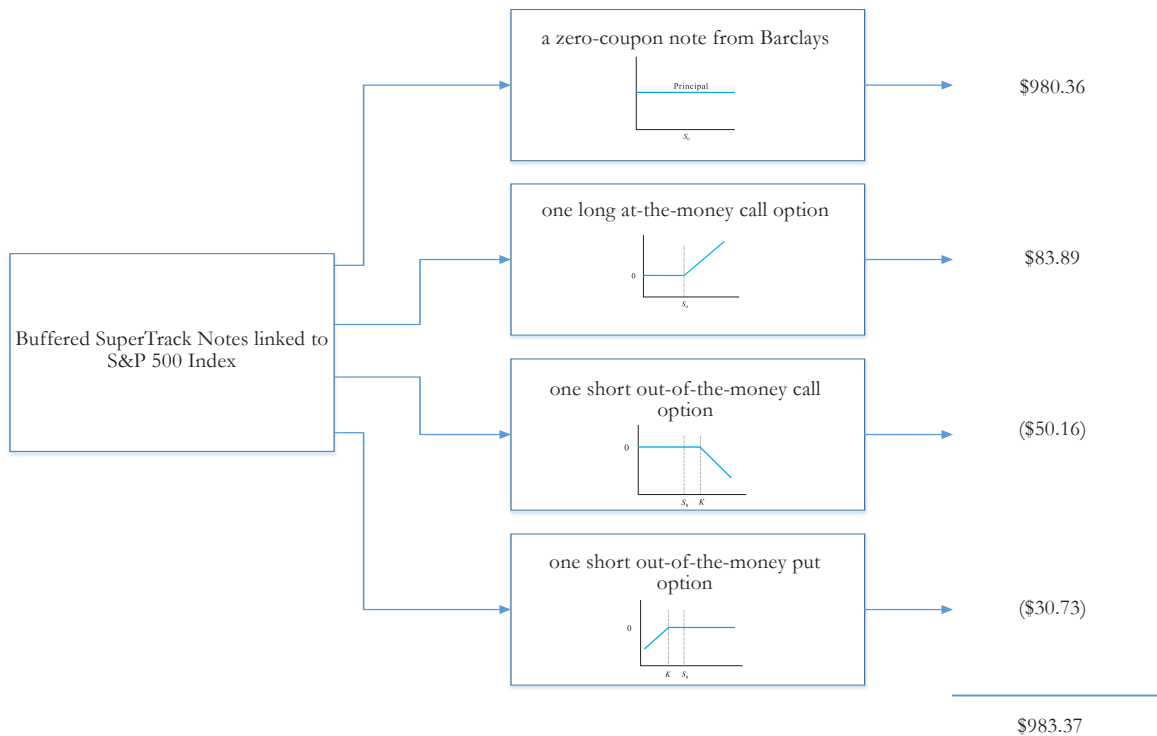 a zero-coupon note from Barclays
Principal
S₀
$980.36
one long at-the-money call option
0
S₀
$83.89
Buffered SuperTrack Notes linked to
S&P 500 Index
one short out-of-the-money call
option
0
S₀ K
($50.16)
one short out-of-the-money put
option
0
K S₀
($30.73)
$983.37